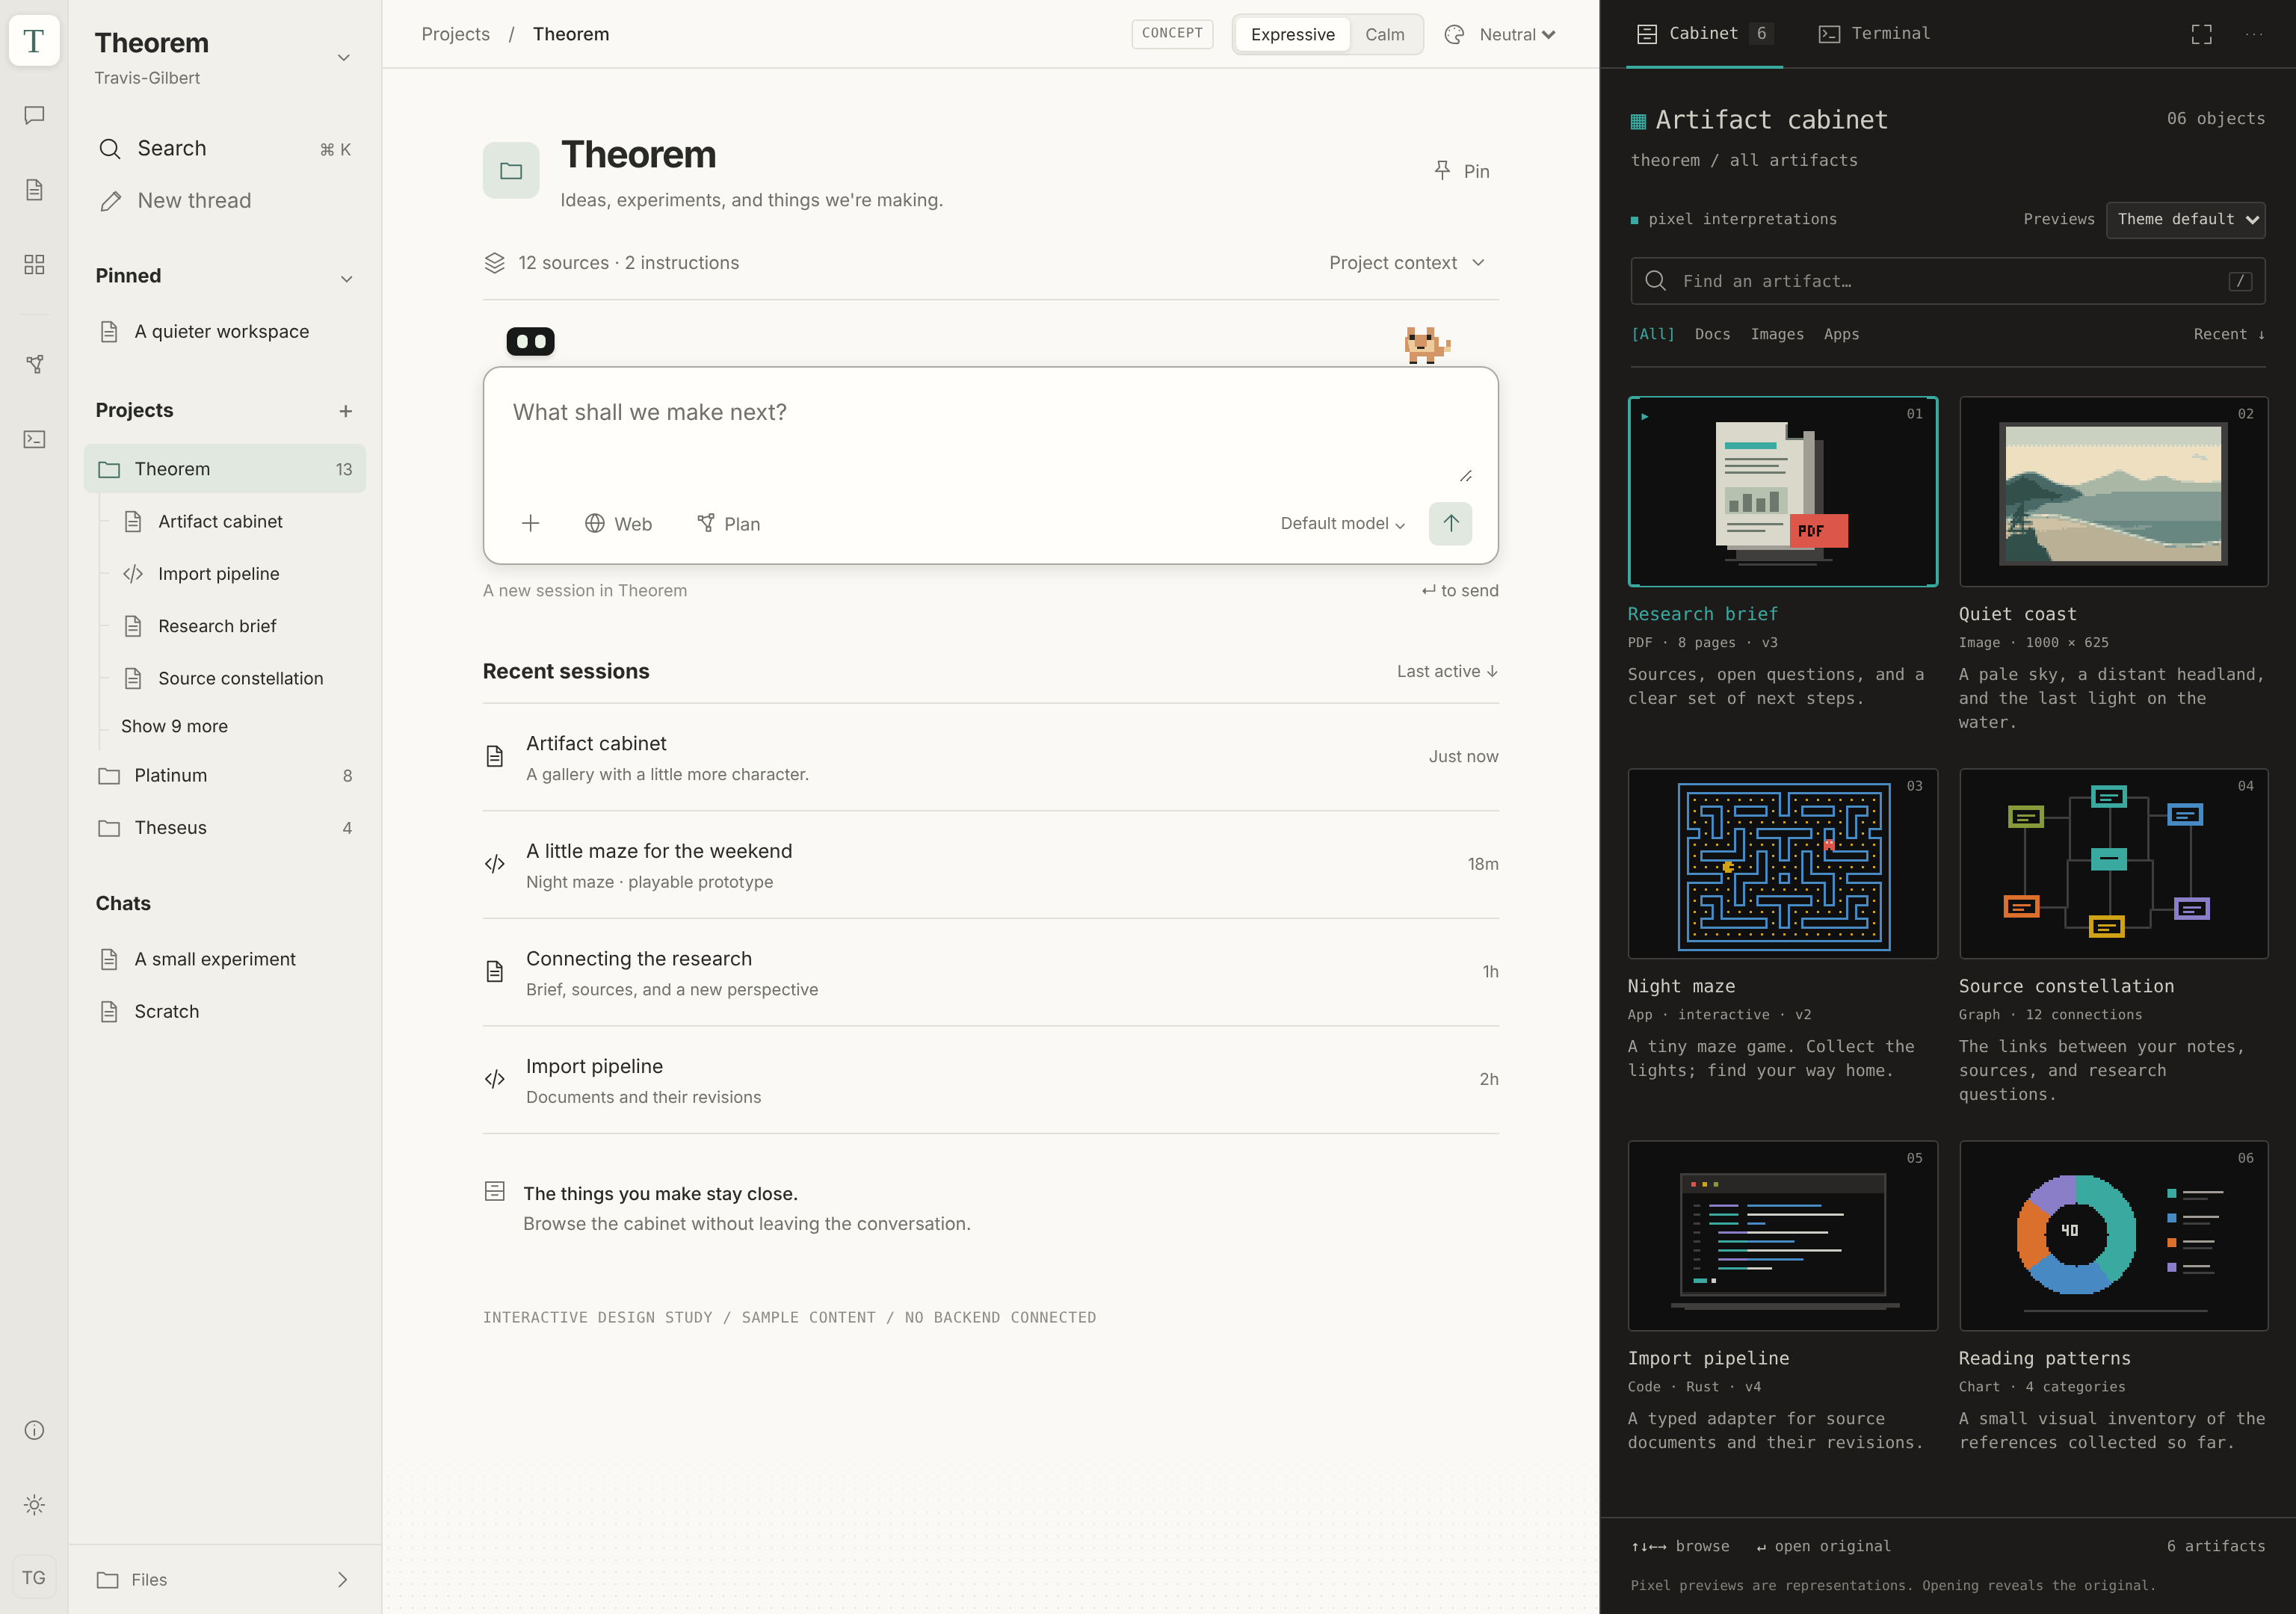 T
Theorem
Travis-Gilbert
Search ⌘ K
New thread
Pinned
A quieter workspace
Projects +
Theorem 13
Artifact cabinet
Import pipeline
Research brief
Source constellation
Show 9 more
Platinum 8
Theseus 4
Chats
A small experiment
Scratch
TG
Files
Projects / Theorem
CONCEPT
Expressive Calm
Neutral
Theorem
Ideas, experiments, and things we're making.
Pin
12 sources · 2 instructions
Project context
What shall we make next?
Web Plan
Default model
A new session in Theorem
↵ to send
Recent sessions
Last active ↓
Artifact cabinet
A gallery with a little more character.
Just now
A little maze for the weekend
Night maze · playable prototype
18m
Connecting the research
Brief, sources, and a new perspective
1h
Import pipeline
Documents and their revisions
2h
The things you make stay close.
Browse the cabinet without leaving the conversation.
INTERACTIVE DESIGN STUDY / SAMPLE CONTENT / NO BACKEND CONNECTED
Cabinet 6
Terminal
...
Artifact cabinet
06 objects
theorem / all artifacts
pixel interpretations
Previews Theme default
Find an artifact… /
[All] Docs Images Apps
Recent ↓
01
PDF
Research brief
PDF · 8 pages · v3
Sources, open questions, and a
clear set of next steps.
02
Quiet coast
Image · 1000 × 625
A pale sky, a distant headland,
and the last light on the
water.
03
Night maze
App · interactive · v2
A tiny maze game. Collect the
lights; find your way home.
04
Source constellation
Graph · 12 connections
The links between your notes,
sources, and research
questions.
05
Import pipeline
Code · Rust · v4
A typed adapter for source
documents and their revisions.
06
40
Reading patterns
Chart · 4 categories
A small visual inventory of the
references collected so far.
↑↓←→ browse ↵ open original
6 artifacts
Pixel previews are representations. Opening reveals the original.